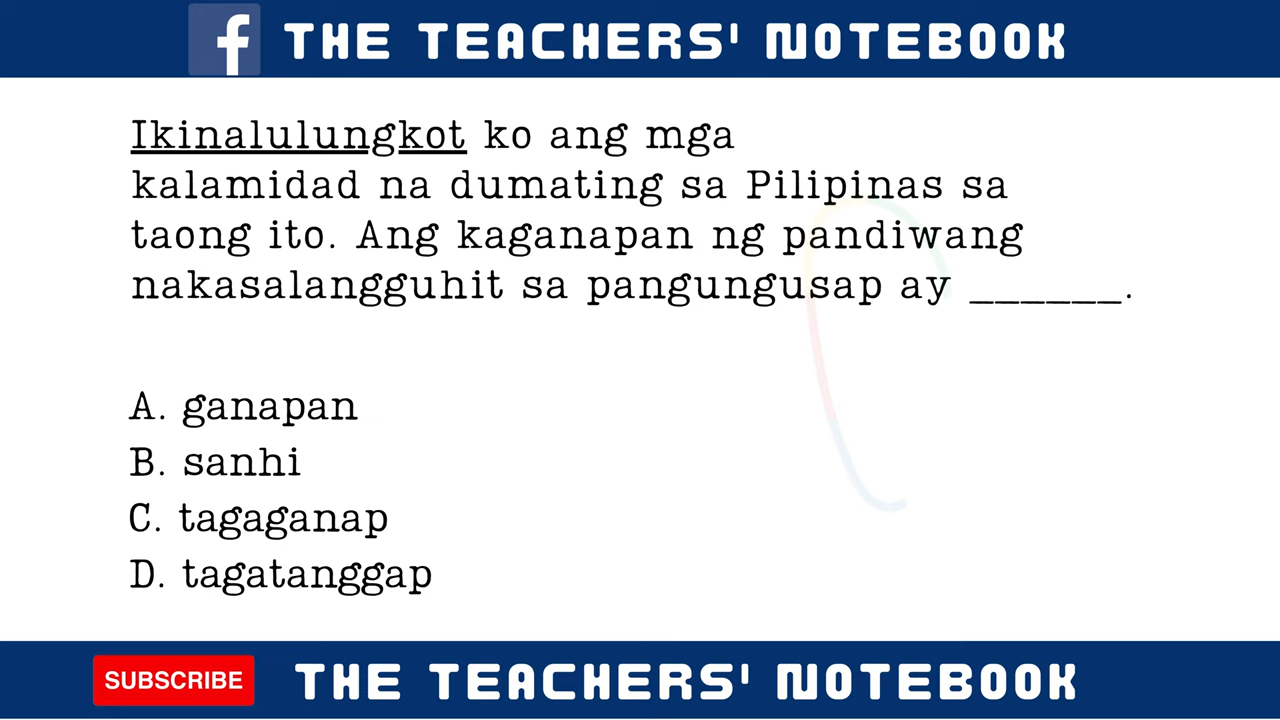 f THE TEACHERS' NOTEBOOK
Ikinalulungkot ko ang mga
kalamidad na dumating sa Pilipinas sa
taong ito. Ang kaganapan ng pandiwang
nakasalangguhit sa pangungusap ay ______.
A. ganapan
B. sanhi
C. tagaganap
D. tagatanggap
SUBSCRIBE THE TEACHERS' NOTEBOOK